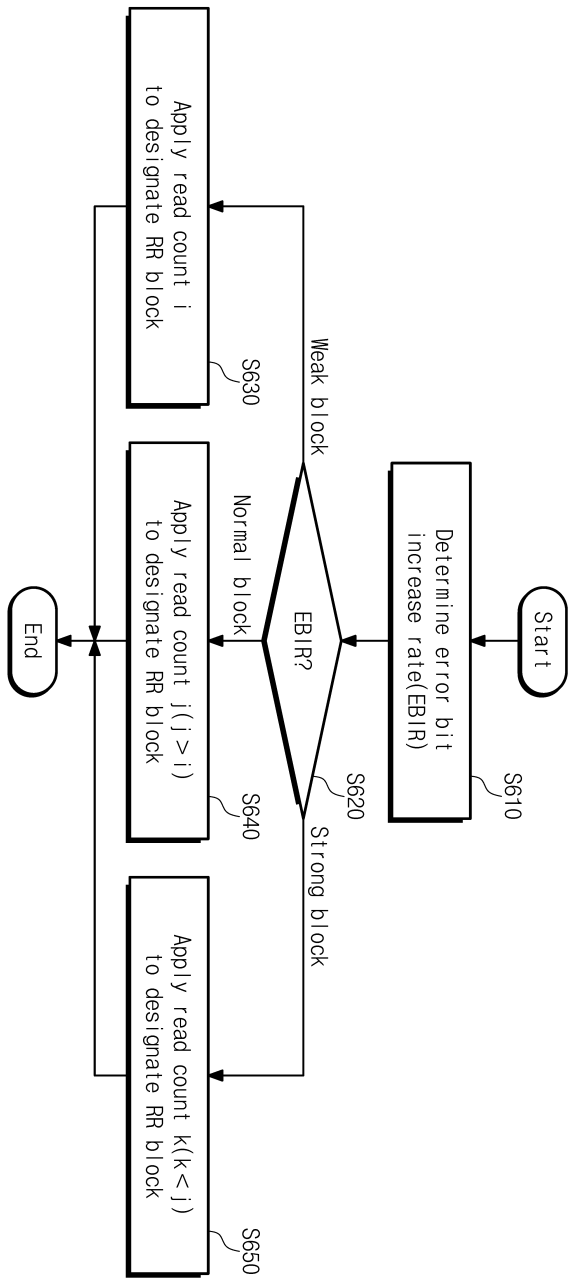 Start
Determine error bit
increase rate(EBIR)
S610
EBIR?
S620
Weak block
Normal block
Strong block
Apply read count i
to designate RR block
S630
Apply read count j(j>i)
to designate RR block
S640
Apply read count k(k<j)
to designate RR block
S650
End